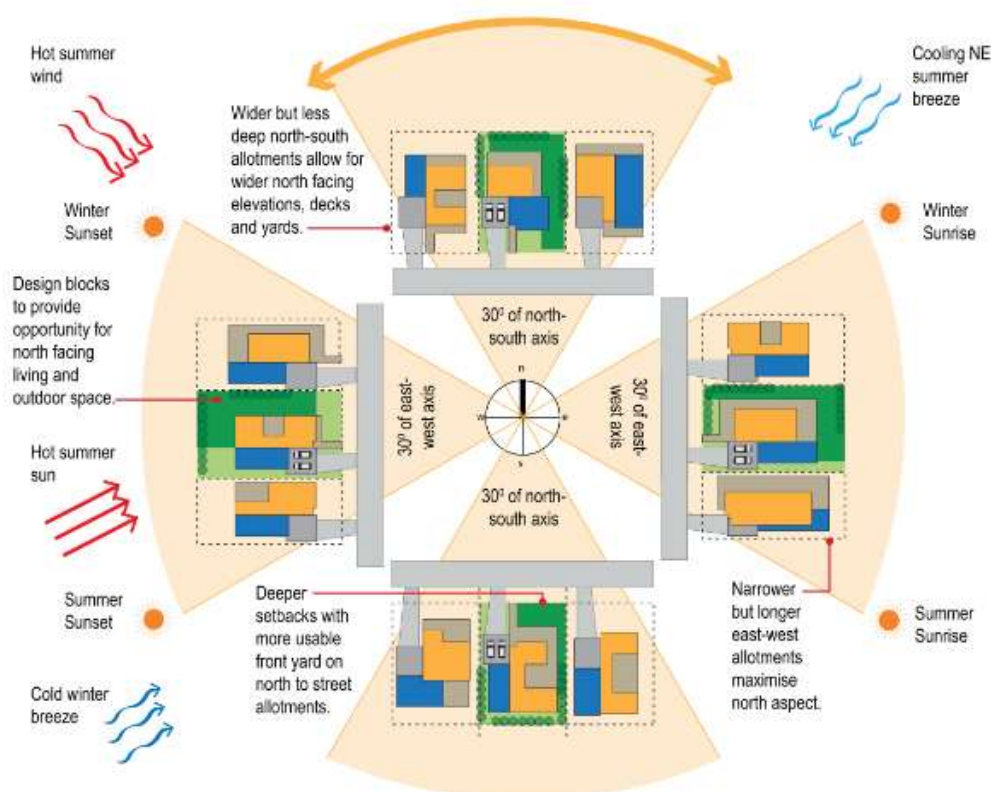 Hot summer
wind
Cooling NE
summer
breeze
Wider but less
deep north-south
allotments allow for
wider north facing
elevations, decks
and yards.
Winter
Sunset
Winter
Sunrise
Design blocks
to provide
opportunity for
north facing
living and
outdoor space.
30⁰ of north-
south axis
30⁰ of east-
west axis
n
w
e
s
30⁰ of east-
west axis
Hot summer
sun
30⁰ of north-
south axis
Summer
Sunset
Deeper
setbacks with
more usable
front yard on
north to street
allotments.
Narrower
but longer
east-west
allotments
maximise
north aspect.
Summer
Sunrise
Cold winter
breeze